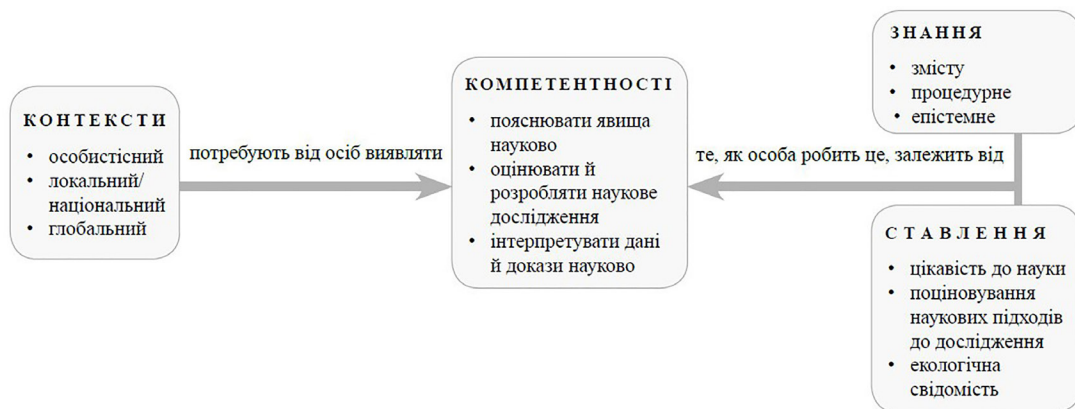 КОНТЕКСТИ
• особистісний
• локальний/
національний
• глобальний
потребують від осіб виявляти
КОМПЕТЕНТНОСТІ
• пояснювати явища
науково
• оцінювати й
розробляти наукове
дослідження
• інтерпретувати дані
й докази науково
те, як особа робить це, залежить від
ЗНАННЯ
• змісту
• процедурне
• епістемне
СТАВЛЕННЯ
• цікавість до науки
• поціновування
наукових підходів
до дослідження
• екологічна
свідомість